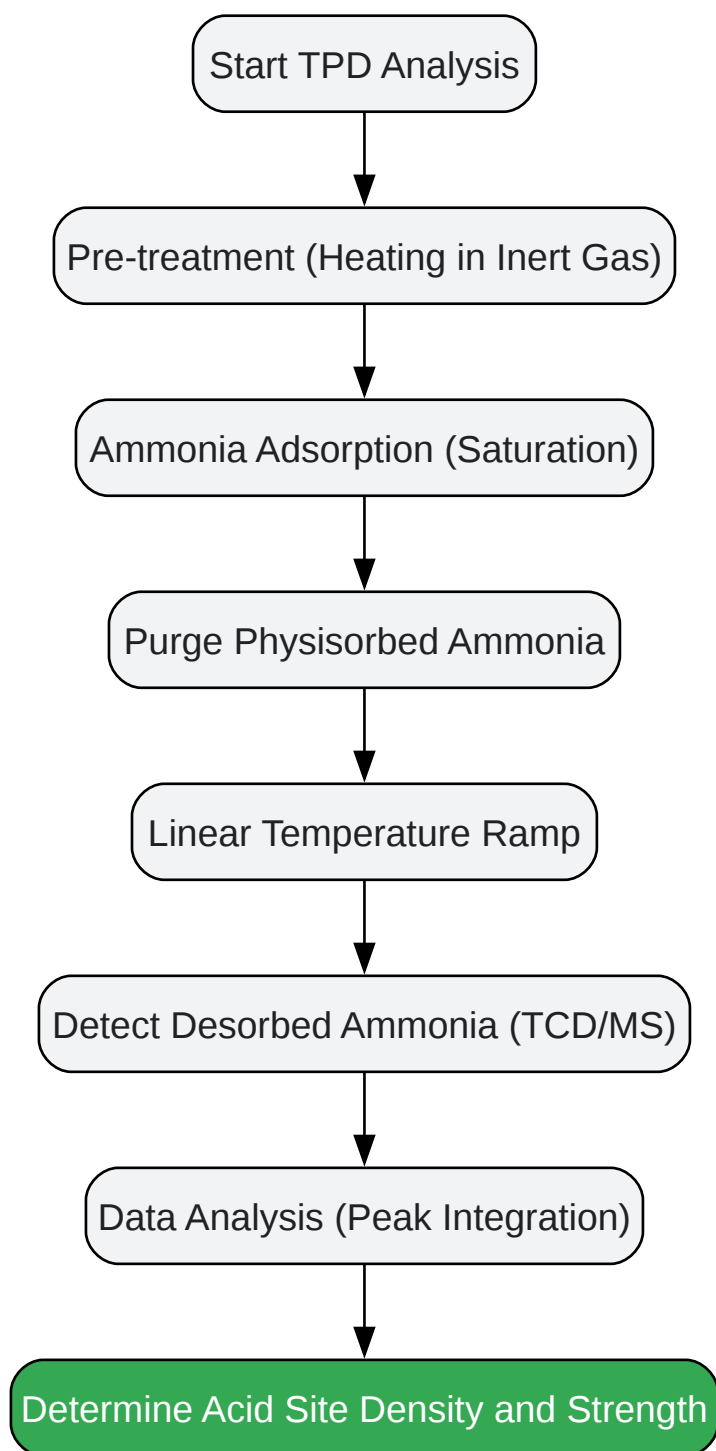 Start TPD Analysis
Pre-treatment (Heating in Inert Gas)
Ammonia Adsorption (Saturation)
Purge Physisorbed Ammonia
Linear Temperature Ramp
Detect Desorbed Ammonia (TCD/MS)
Data Analysis (Peak Integration)
Determine Acid Site Density and Strength